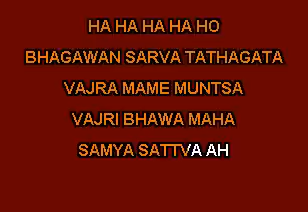 HA HA HA HA HO
BHAGAWAN SARVA TATHAGATA
VAJRA MAME MUNTSA
VAJRI BHAWA MAHA
SAMYA SATTVA AH